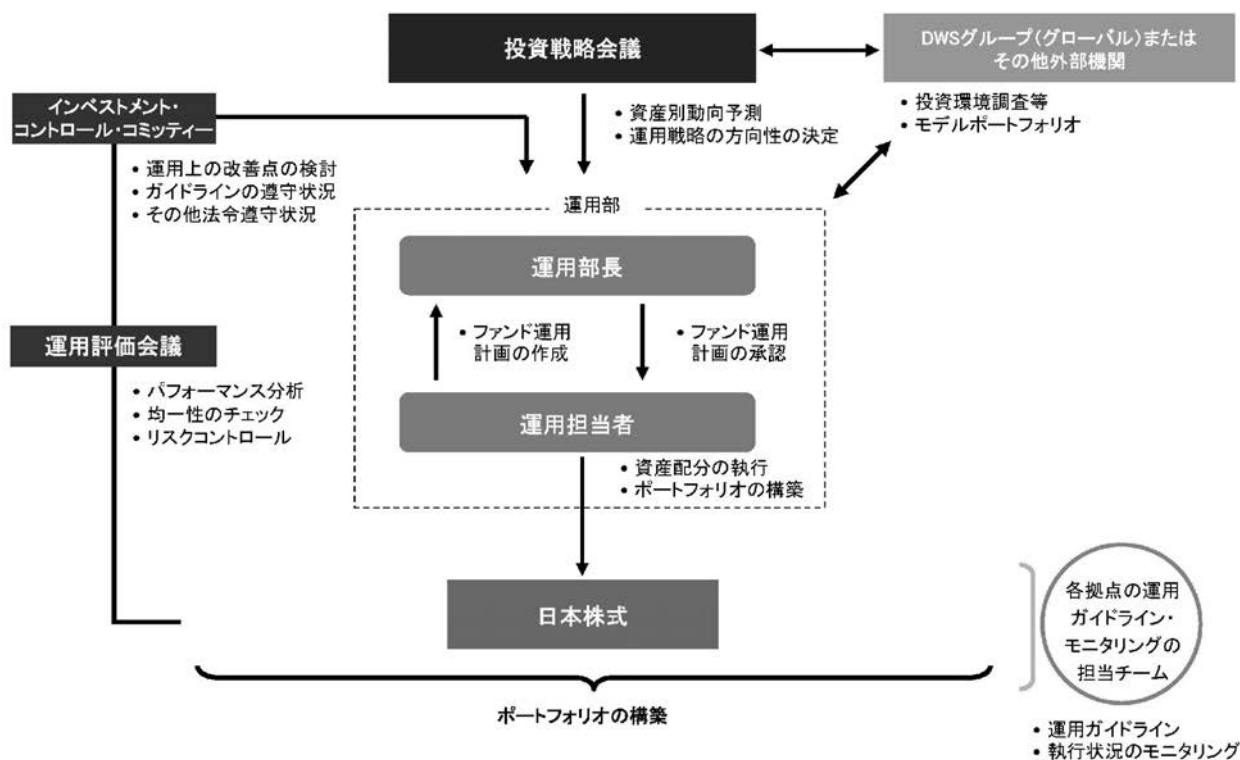 投資戦略会議
DWSグループ(グローバル)または
その他外部機関
• 投資環境調査等
• モデルポートフォリオ
• 資産別動向予測
• 運用戦略の方向性の決定
インベストメント・
コントロール・コミッティー
• 運用上の改善点の検討
• ガイドラインの遵守状況
• その他法令遵守状況
運用部
運用部長
• ファンド運用
計画の作成
• ファンド運用
計画の承認
運用評価会議
• パフォーマンス分析
• 均一性のチェック
• リスクコントロール
運用担当者
• 資産配分の執行
• ポートフォリオの構築
日本株式
各拠点の運用
ガイドライン・
モニタリングの
担当チーム
ポートフォリオの構築
• 運用ガイドライン
• 執行状況のモニタリング